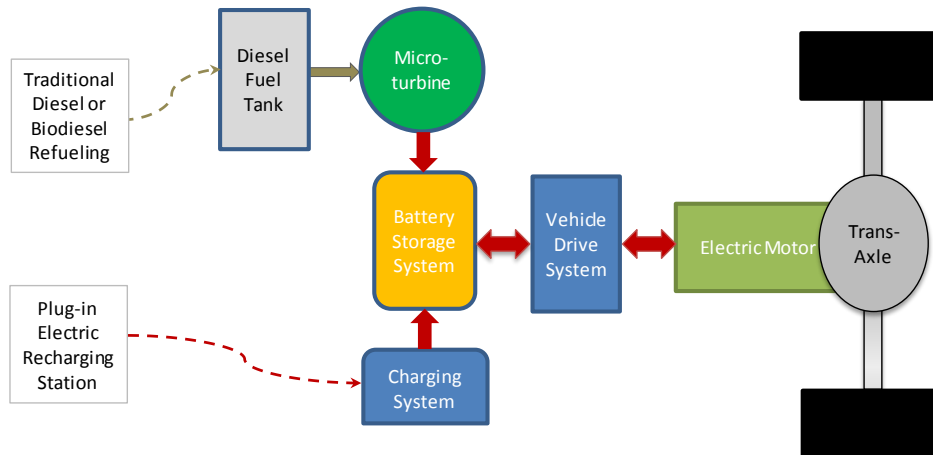 Traditional
Diesel or
Biodiesel
Refueling
Diesel
Fuel
Tank
Micro-
turbine
Battery
Storage
System
Vehicle
Drive
System
Electric Motor
Trans-
Axle
Plug-in
Electric
Recharging
Station
Charging
System